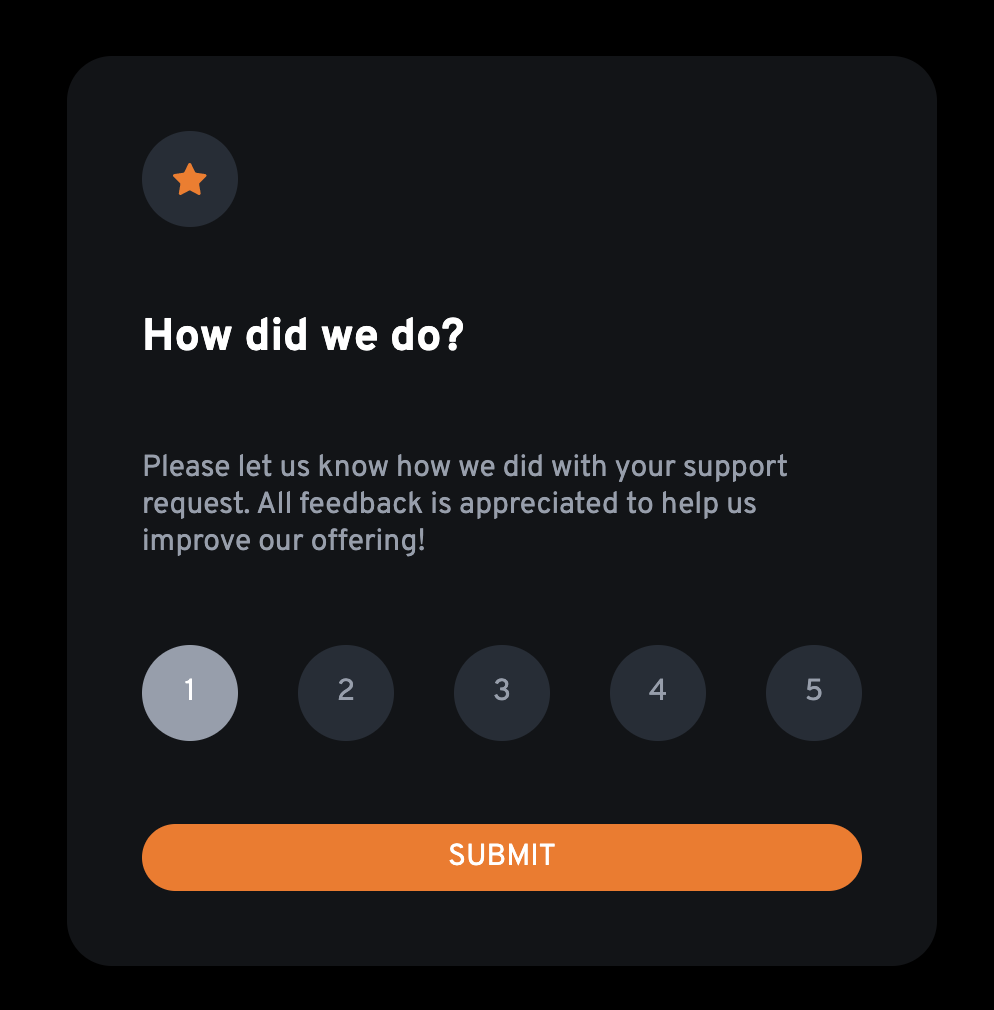 How did we do?
Please let us know how we did with your support
request. All feedback is appreciated to help us
improve our offering!
1 2 3 4 5
SUBMIT